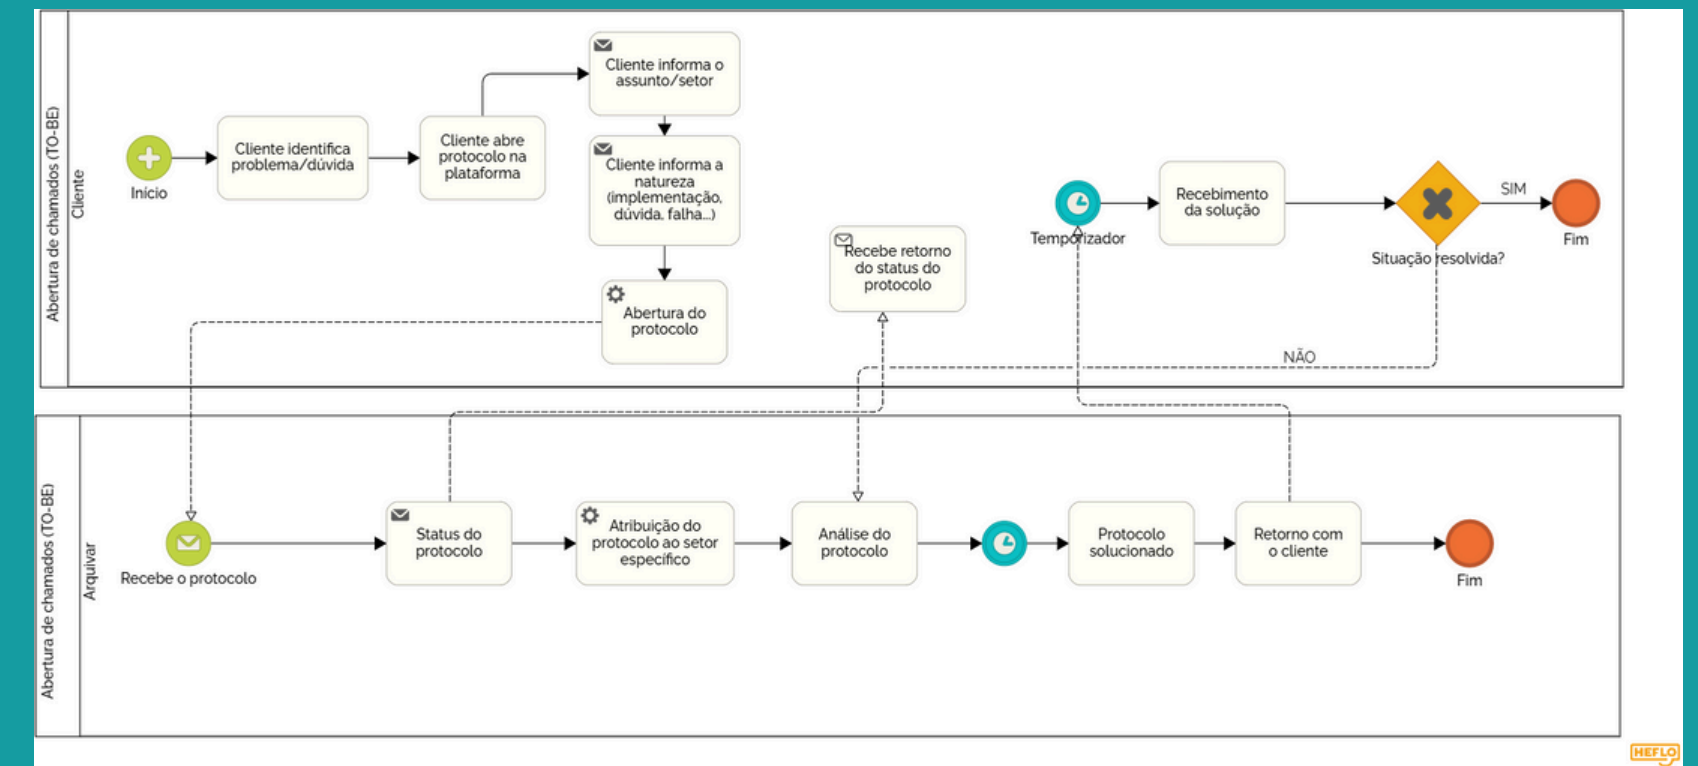 Abertura de chamados (TO-BE)
Cliente
Início
Cliente identifica
problema/dúvida
Cliente abre
protocolo na
plataforma
Cliente informa o
assunto/setor
Cliente informa a
natureza
(implementação,
dúvida, falha...)
Abertura do
protocolo
Recebe retorno
do status do
protocolo
Temporizador
Recebimento
da solução
Situação resolvida?
SIM
Fim
NÃO
Abertura de chamados (TO-BE)
Arquivar
Recebe o protocolo
Status do
protocolo
Atribuição do
protocolo ao setor
específico
Análise do
protocolo
Protocolo
solucionado
Retorno com
o cliente
Fim
HEFLO